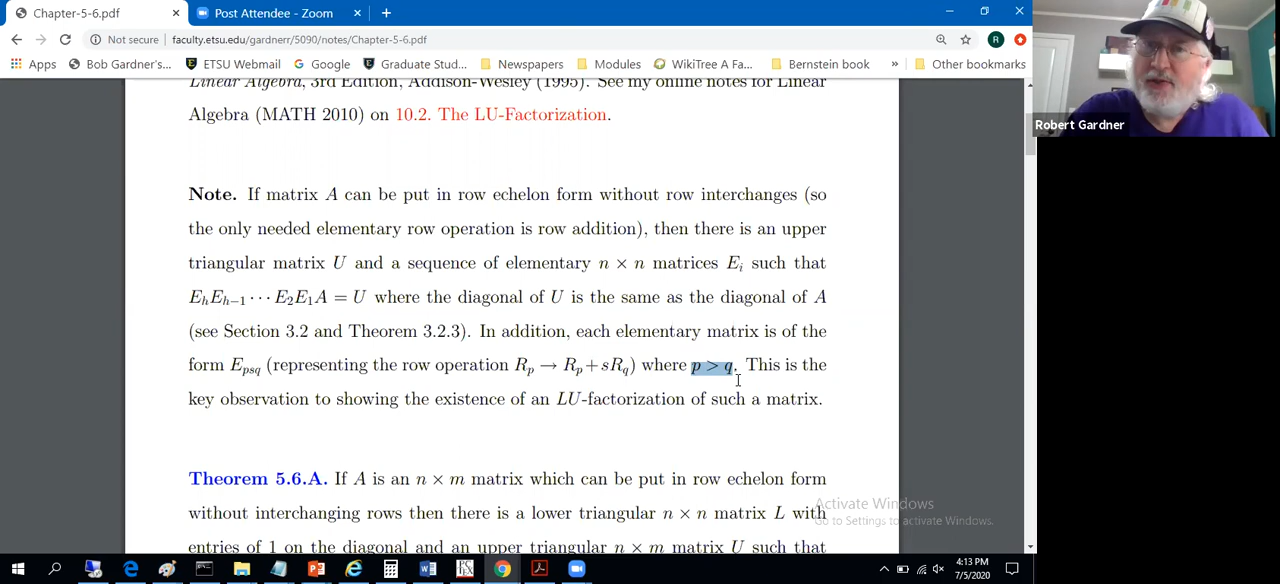 Chapter-5-6.pdf
Post Attendee - Zoom
Not secure
faculty.etsu.edu/gardnerr/5090/notes/Chapter-5-6.pdf
R
Apps
Bob Gardner's...
ETSU Webmail
Google
Graduate Stud...
Newspapers
Modules
WikiTree A Fa...
Bernstein book
»
Other bookmarks
Linear Algebra, 3rd Edition, Addison-Wesley (1995). See my online notes for Linear
Algebra (MATH 2010) on 10.2. The LU-Factorization.
Note. If matrix A can be put in row echelon form without row interchanges (so
the only needed elementary row operation is row addition), then there is an upper
triangular matrix U and a sequence of elementary n × n matrices Eᵢ such that
EₕEₕ₋₁ ··· E₂E₁A = U where the diagonal of U is the same as the diagonal of A
(see Section 3.2 and Theorem 3.2.3). In addition, each elementary matrix is of the
form E_{psq} (representing the row operation R_p → R_p + sR_q) where p > q. This is the
key observation to showing the existence of an LU-factorization of such a matrix.
Theorem 5.6.A. If A is an n × m matrix which can be put in row echelon form
without interchanging rows then there is a lower triangular n × n matrix L with
entries of 1 on the diagonal and an upper triangular n × m matrix U such that
Robert Gardner
Activate Windows
Go to Settings to activate Windows.
4:13 PM
7/5/2020